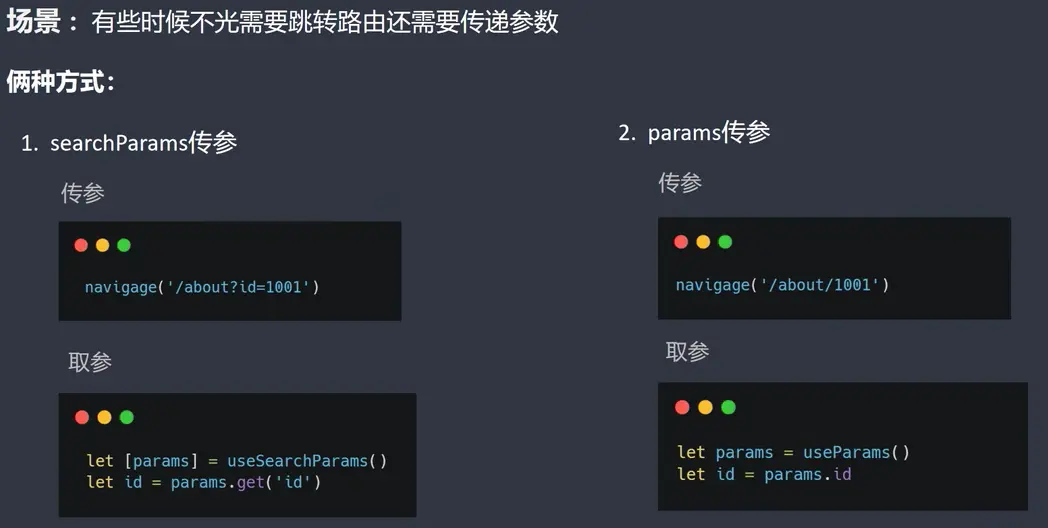 场景：有些时候不光需要跳转路由还需要传递参数
俩种方式：
1. searchParams传参
传参
navigage('/about?id=1001')
取参
let [params] = useSearchParams()
let id = params.get('id')
2. params传参
传参
navigage('/about/1001')
取参
let params = useParams()
let id = params.id